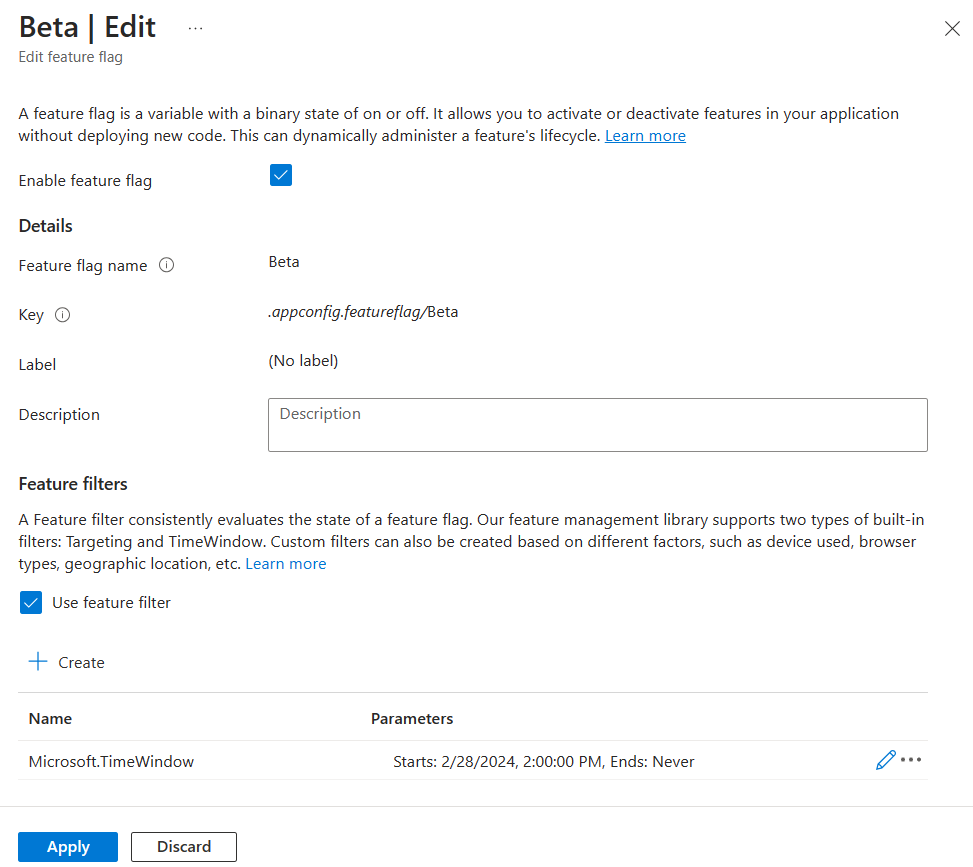 Beta | Edit ...
Edit feature flag
A feature flag is a variable with a binary state of on or off. It allows you to activate or deactivate features in your application
without deploying new code. This can dynamically administer a feature's lifecycle. Learn more
Enable feature flag
Details
Feature flag name Beta
Key .appconfig.featureflag/Beta
Label (No label)
Description Description
Feature filters
A Feature filter consistently evaluates the state of a feature flag. Our feature management library supports two types of built-in
filters: Targeting and TimeWindow. Custom filters can also be created based on different factors, such as device used, browser
types, geographic location, etc. Learn more
Use feature filter
Create
Name Parameters
Microsoft.TimeWindow Starts: 2/28/2024, 2:00:00 PM, Ends: Never
Apply Discard